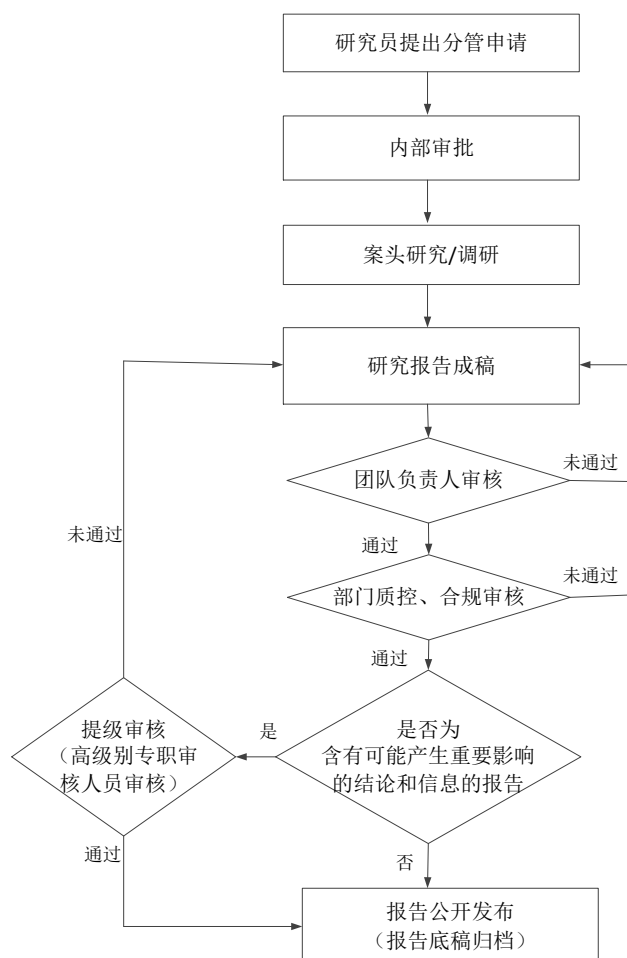 研究员提出分管申请
内部审批
案头研究/调研
研究报告成稿
团队负责人审核
未通过
通过
未通过
部门质控、合规审核
未通过
通过
提级审核
（高级别专职审
核人员审核）
是
是否为
含有可能产生重要影响
的结论和信息的报告
通过
否
报告公开发布
（报告底稿归档）